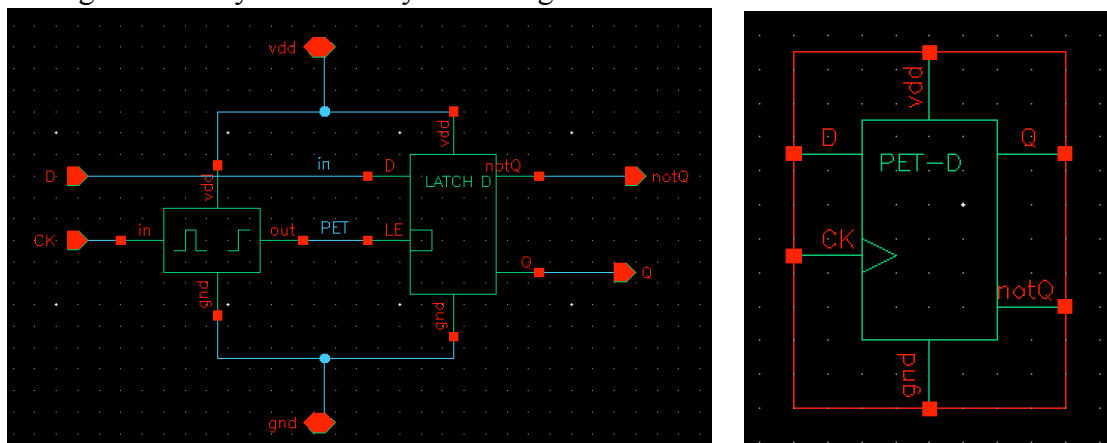 vdd
vdd
vdd
D
in
D
notQ
notQ
LATCH D
CK
in
out
PET
LE
Q
Q
gnd
gnd
gnd
vdd
D
Q
PET-D
CK
notQ
gnd